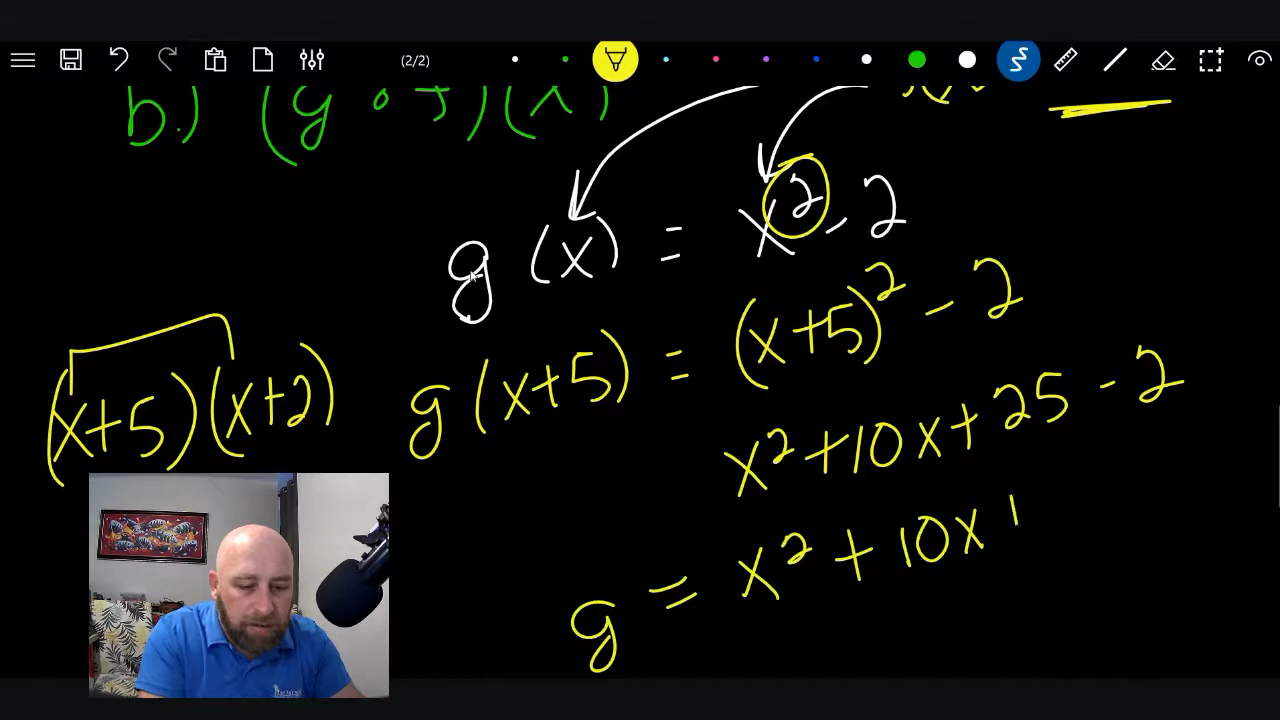 (2/2)
b.) (g ∘ f)(x)
g (x) = x² - 2
(x+5)(x+2) g(x+5) = (x+5)² - 2
x² + 10x + 25 - 2
g = x² + 10x